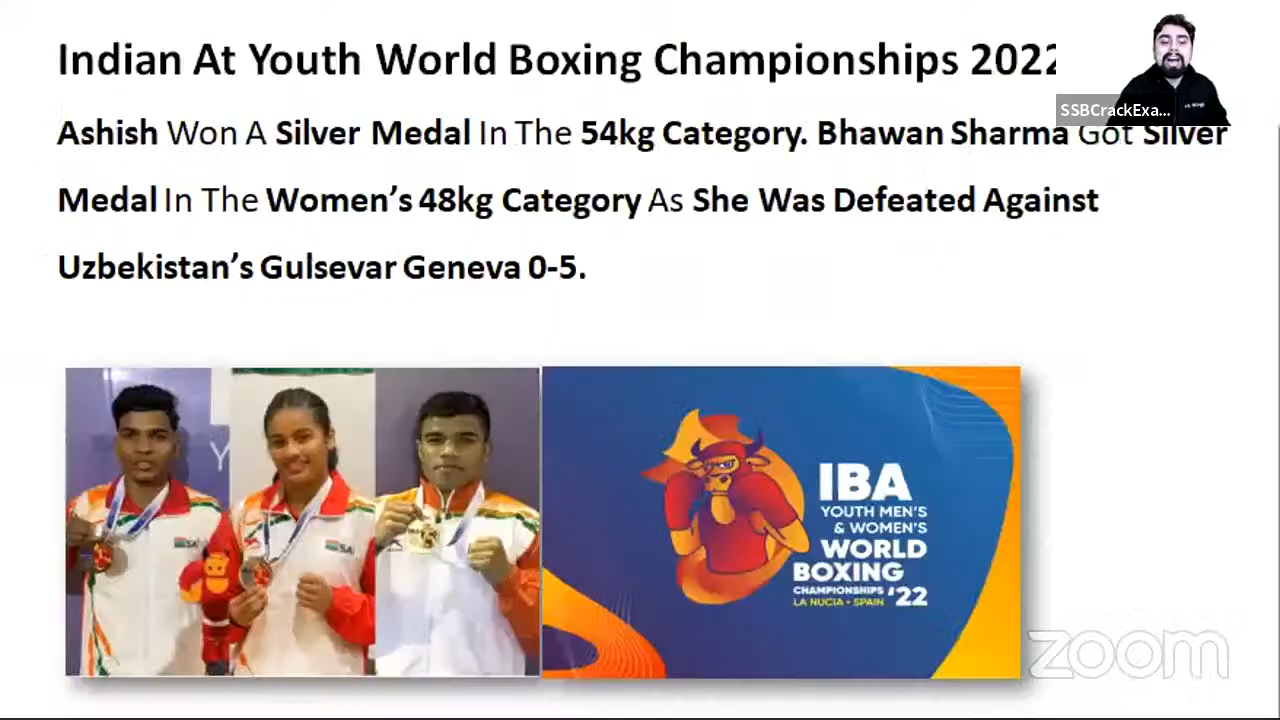 Indian At Youth World Boxing Championships 2022
SSBCrackExa...
Ashish Won A Silver Medal In The 54kg Category. Bhawan Sharma Got Silver
Medal In The Women’s 48kg Category As She Was Defeated Against
Uzbekistan’s Gulsevar Geneva 0-5.
IBA
YOUTH MEN'S
& WOMEN'S
WORLD
BOXING
CHAMPIONSHIPS '22
LA NUCIA • SPAIN
zoom